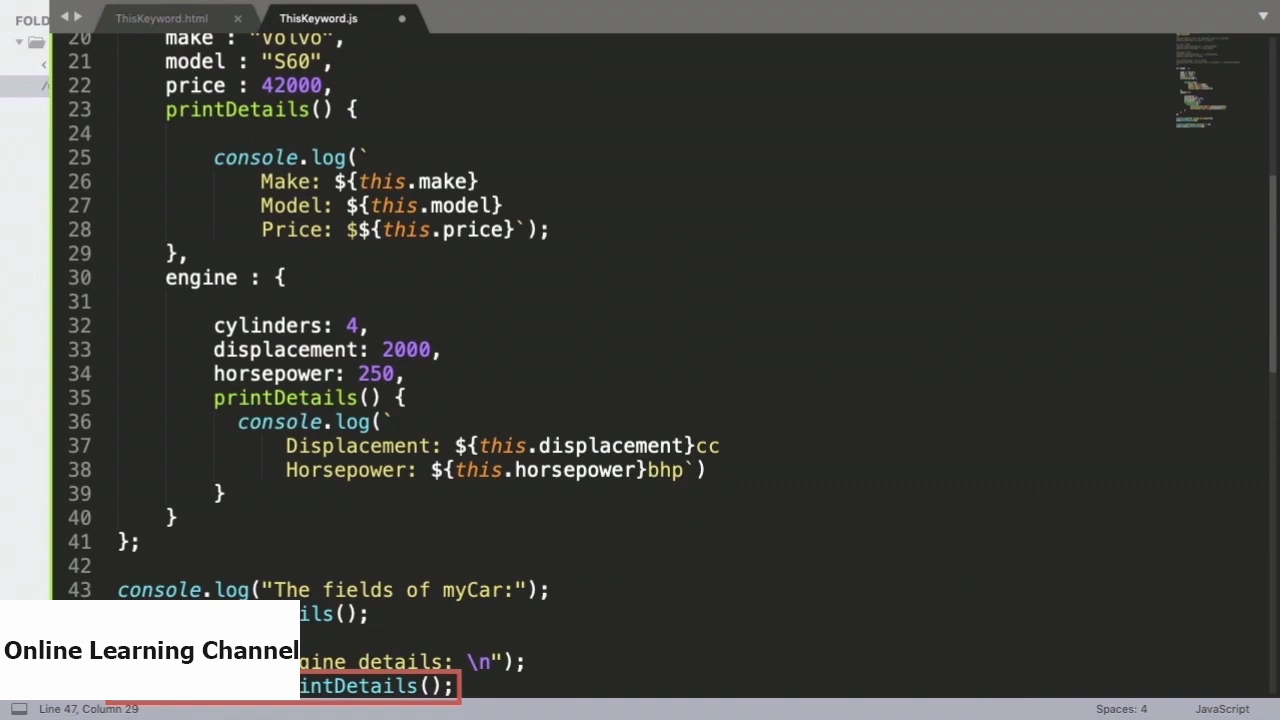 FOLD
ThisKeyword.html
ThisKeyword.js
20 make : "Volvo",
21 model : "S60",
22 price : 42000,
23 printDetails() {
24
25 console.log(`
26 Make: ${this.make}
27 Model: ${this.model}
28 Price: $${this.price}`);
29 },
30 engine : {
31
32 cylinders: 4,
33 displacement: 2000,
34 horsepower: 250,
35 printDetails() {
36 console.log(`
37 Displacement: ${this.displacement}cc
38 Horsepower: ${this.horsepower}bhp`)
39 }
40 }
41 };
42
43 console.log("The fields of myCar:");
ils();
Online Learning Channel
gine details: \n");
intDetails();
Line 47, Column 29
Spaces: 4
JavaScript